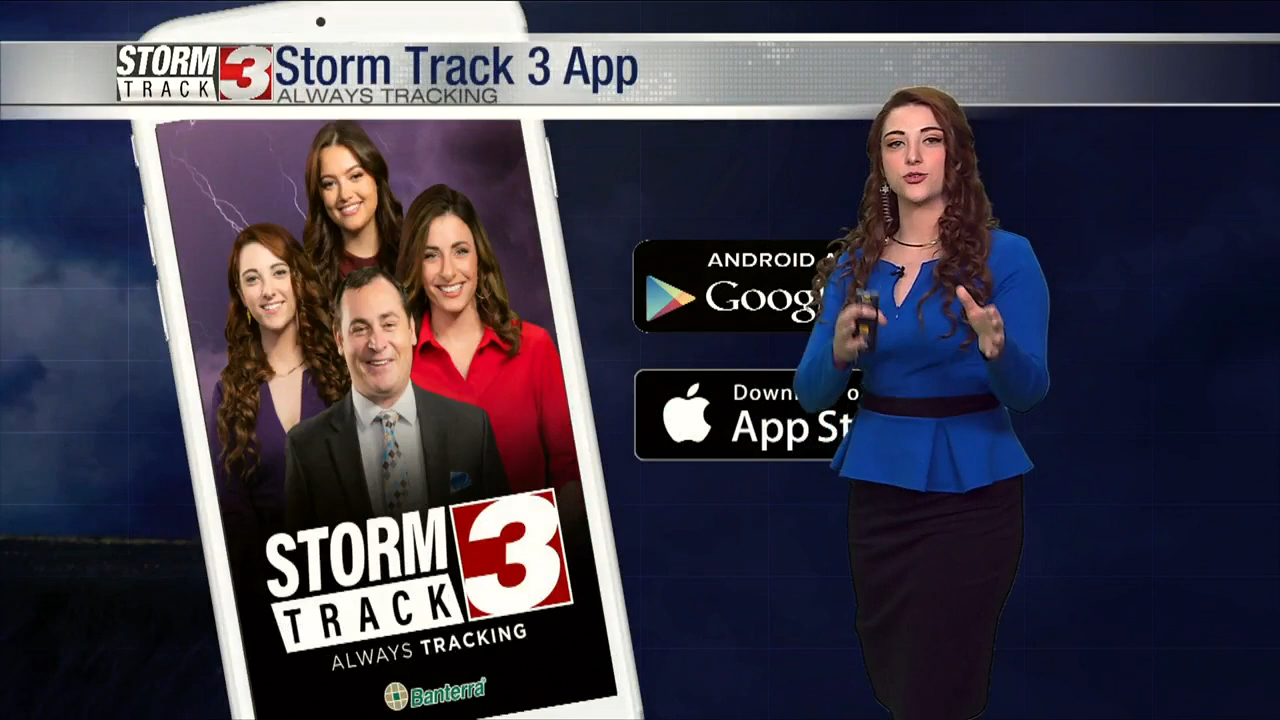 STORM
TRACK
3
Storm Track 3 App
ALWAYS TRACKING
ANDROID
Goog
Down
App St
STORM
TRACK
3
ALWAYS TRACKING
Banterra